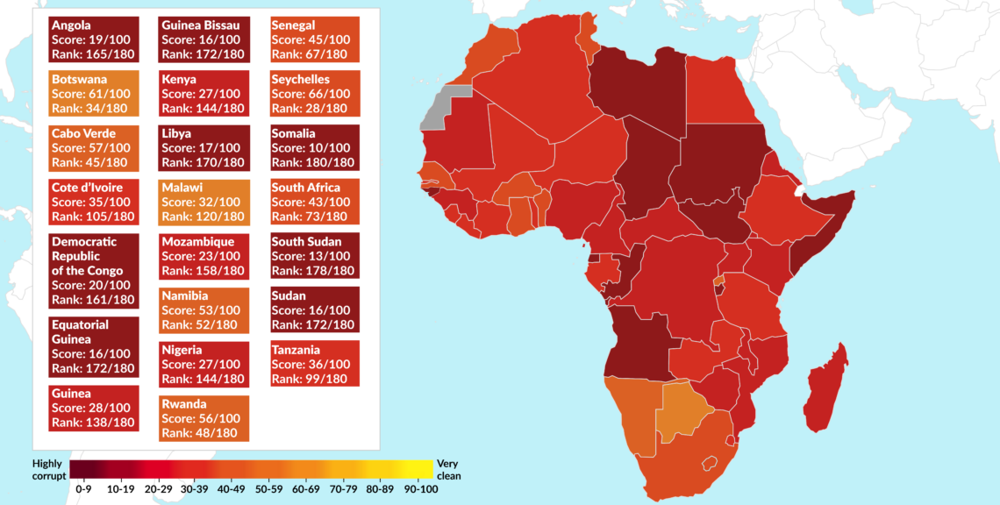 Angola
Score: 19/100
Rank: 165/180
Botswana
Score: 61/100
Rank: 34/180
Cabo Verde
Score: 57/100
Rank: 45/180
Cote d'Ivoire
Score: 35/100
Rank: 105/180
Democratic
Republic
of the Congo
Score: 20/100
Rank: 161/180
Equatorial
Guinea
Score: 16/100
Rank: 172/180
Guinea
Score: 28/100
Rank: 138/180
Guinea Bissau
Score: 16/100
Rank: 172/180
Kenya
Score: 27/100
Rank: 144/180
Libya
Score: 17/100
Rank: 170/180
Malawi
Score: 32/100
Rank: 120/180
Mozambique
Score: 23/100
Rank: 158/180
Namibia
Score: 53/100
Rank: 52/180
Nigeria
Score: 27/100
Rank: 144/180
Rwanda
Score: 56/100
Rank: 48/180
Senegal
Score: 45/100
Rank: 67/180
Seychelles
Score: 66/100
Rank: 28/180
Somalia
Score: 10/100
Rank: 180/180
South Africa
Score: 43/100
Rank: 73/180
South Sudan
Score: 13/100
Rank: 178/180
Sudan
Score: 16/100
Rank: 172/180
Tanzania
Score: 36/100
Rank: 99/180
Highly
corrupt
0-9 10-19 20-29 30-39 40-49 50-59 60-69 70-79 80-89 90-100
Very
clean